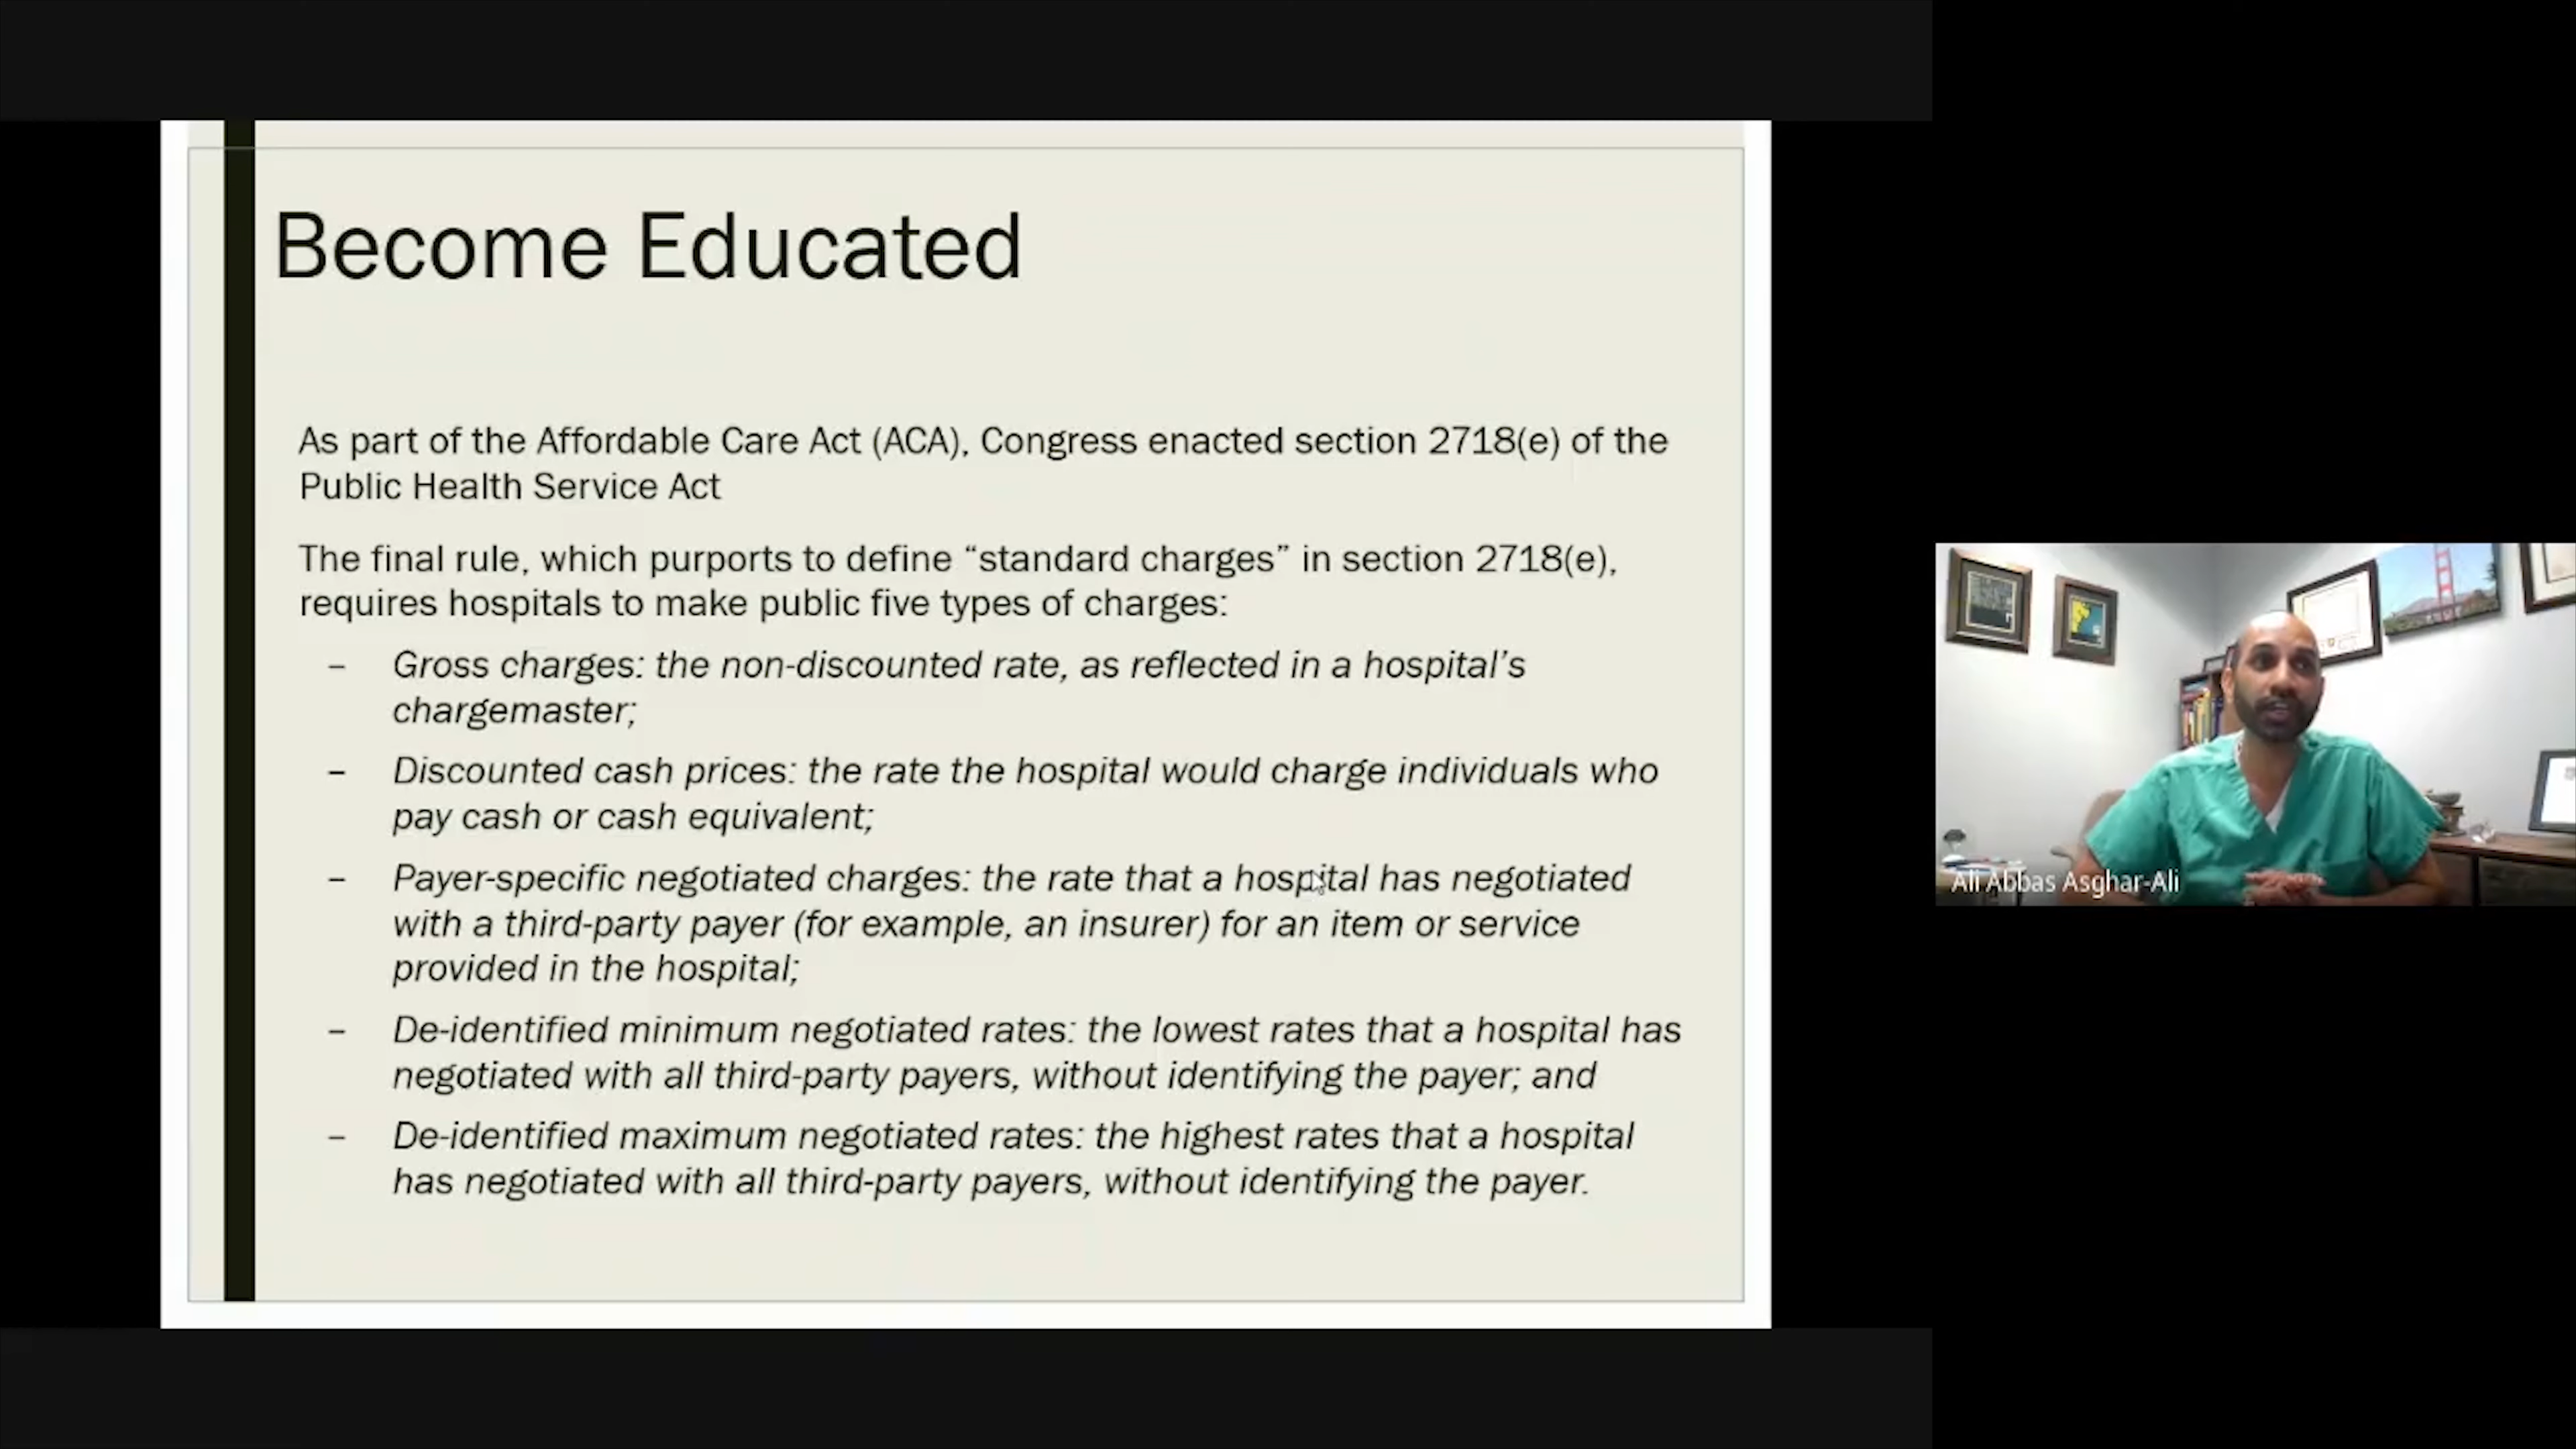 Become Educated
As part of the Affordable Care Act (ACA), Congress enacted section 2718(e) of the
Public Health Service Act
The final rule, which purports to define “standard charges” in section 2718(e),
requires hospitals to make public five types of charges:
– Gross charges: the non-discounted rate, as reflected in a hospital’s
chargemaster;
– Discounted cash prices: the rate the hospital would charge individuals who
pay cash or cash equivalent;
– Payer-specific negotiated charges: the rate that a hospital has negotiated
with a third-party payer (for example, an insurer) for an item or service
provided in the hospital;
– De-identified minimum negotiated rates: the lowest rates that a hospital has
negotiated with all third-party payers, without identifying the payer; and
– De-identified maximum negotiated rates: the highest rates that a hospital
has negotiated with all third-party payers, without identifying the payer.
Ali Abbas Asghar-Ali